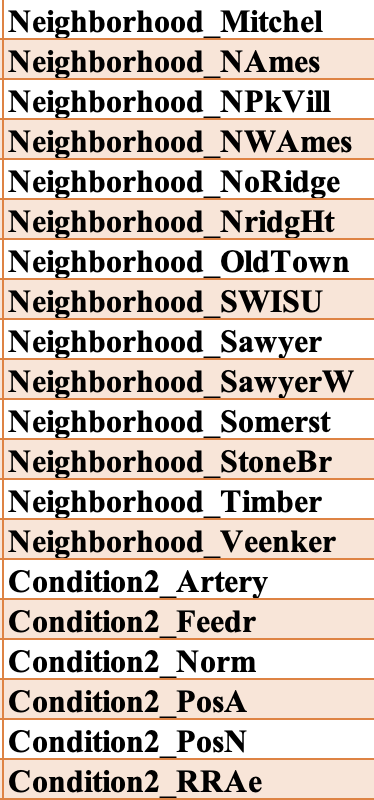 Neighborhood_Mitchel
Neighborhood_NAmes
Neighborhood_NPkVill
Neighborhood_NWAmes
Neighborhood_NoRidge
Neighborhood_NridgHt
Neighborhood_OldTown
Neighborhood_SWISU
Neighborhood_Sawyer
Neighborhood_SawyerW
Neighborhood_Somerst
Neighborhood_StoneBr
Neighborhood_Timber
Neighborhood_Veenker
Condition2_Artery
Condition2_Feedr
Condition2_Norm
Condition2_PosA
Condition2_PosN
Condition2_RRAe